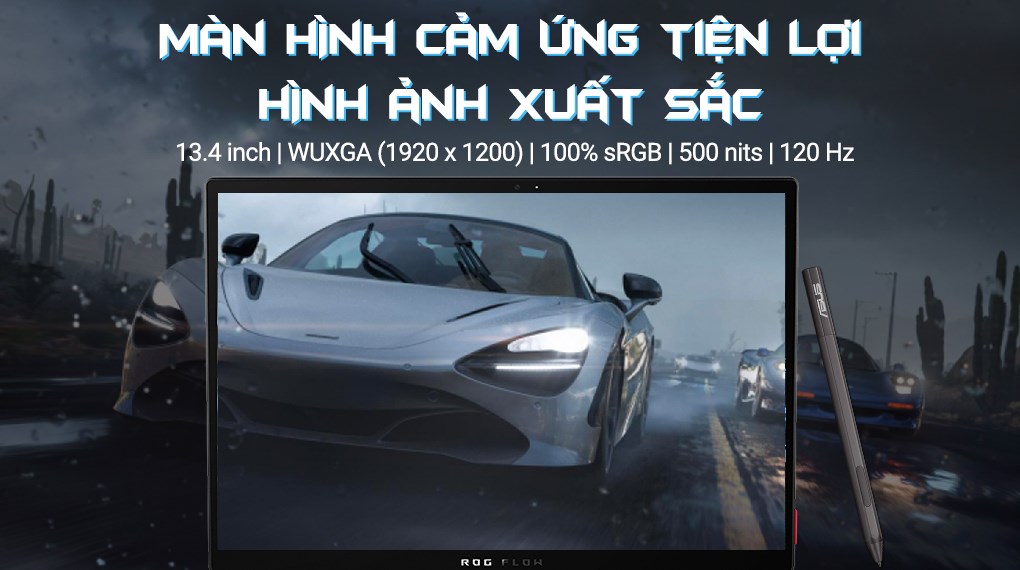 MÀN HÌNH CẢM ỨNG TIỆN LỢI
HÌNH ẢNH XUẤT SẮC
13.4 inch | WUXGA (1920 x 1200) | 100% sRGB | 500 nits | 120 Hz
ASUS
ROG FLOW